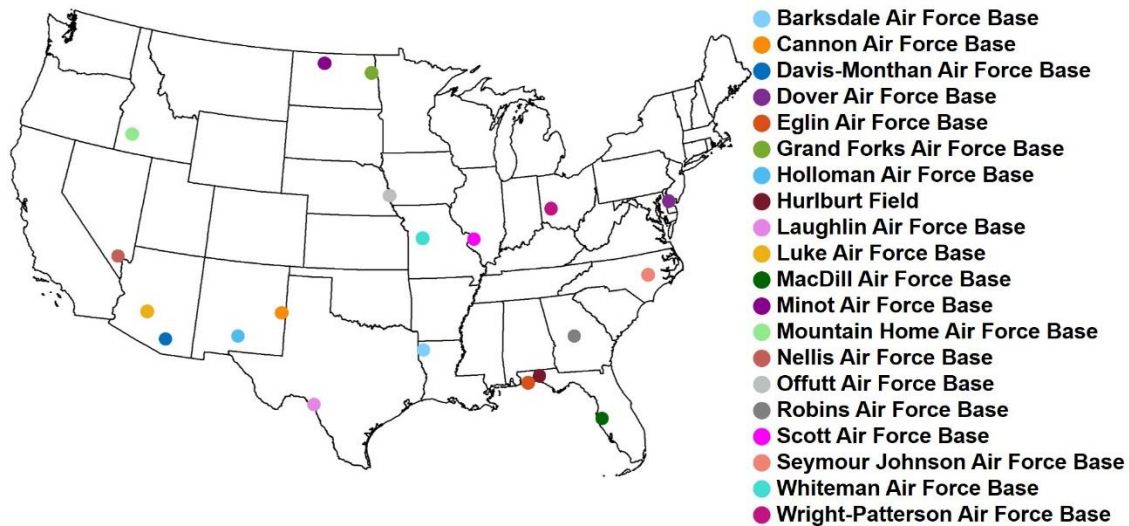 Barksdale Air Force Base
Cannon Air Force Base
Davis-Monthan Air Force Base
Dover Air Force Base
Eglin Air Force Base
Grand Forks Air Force Base
Holloman Air Force Base
Hurlburt Field
Laughlin Air Force Base
Luke Air Force Base
MacDill Air Force Base
Minot Air Force Base
Mountain Home Air Force Base
Nellis Air Force Base
Offutt Air Force Base
Robins Air Force Base
Scott Air Force Base
Seymour Johnson Air Force Base
Whiteman Air Force Base
Wright-Patterson Air Force Base